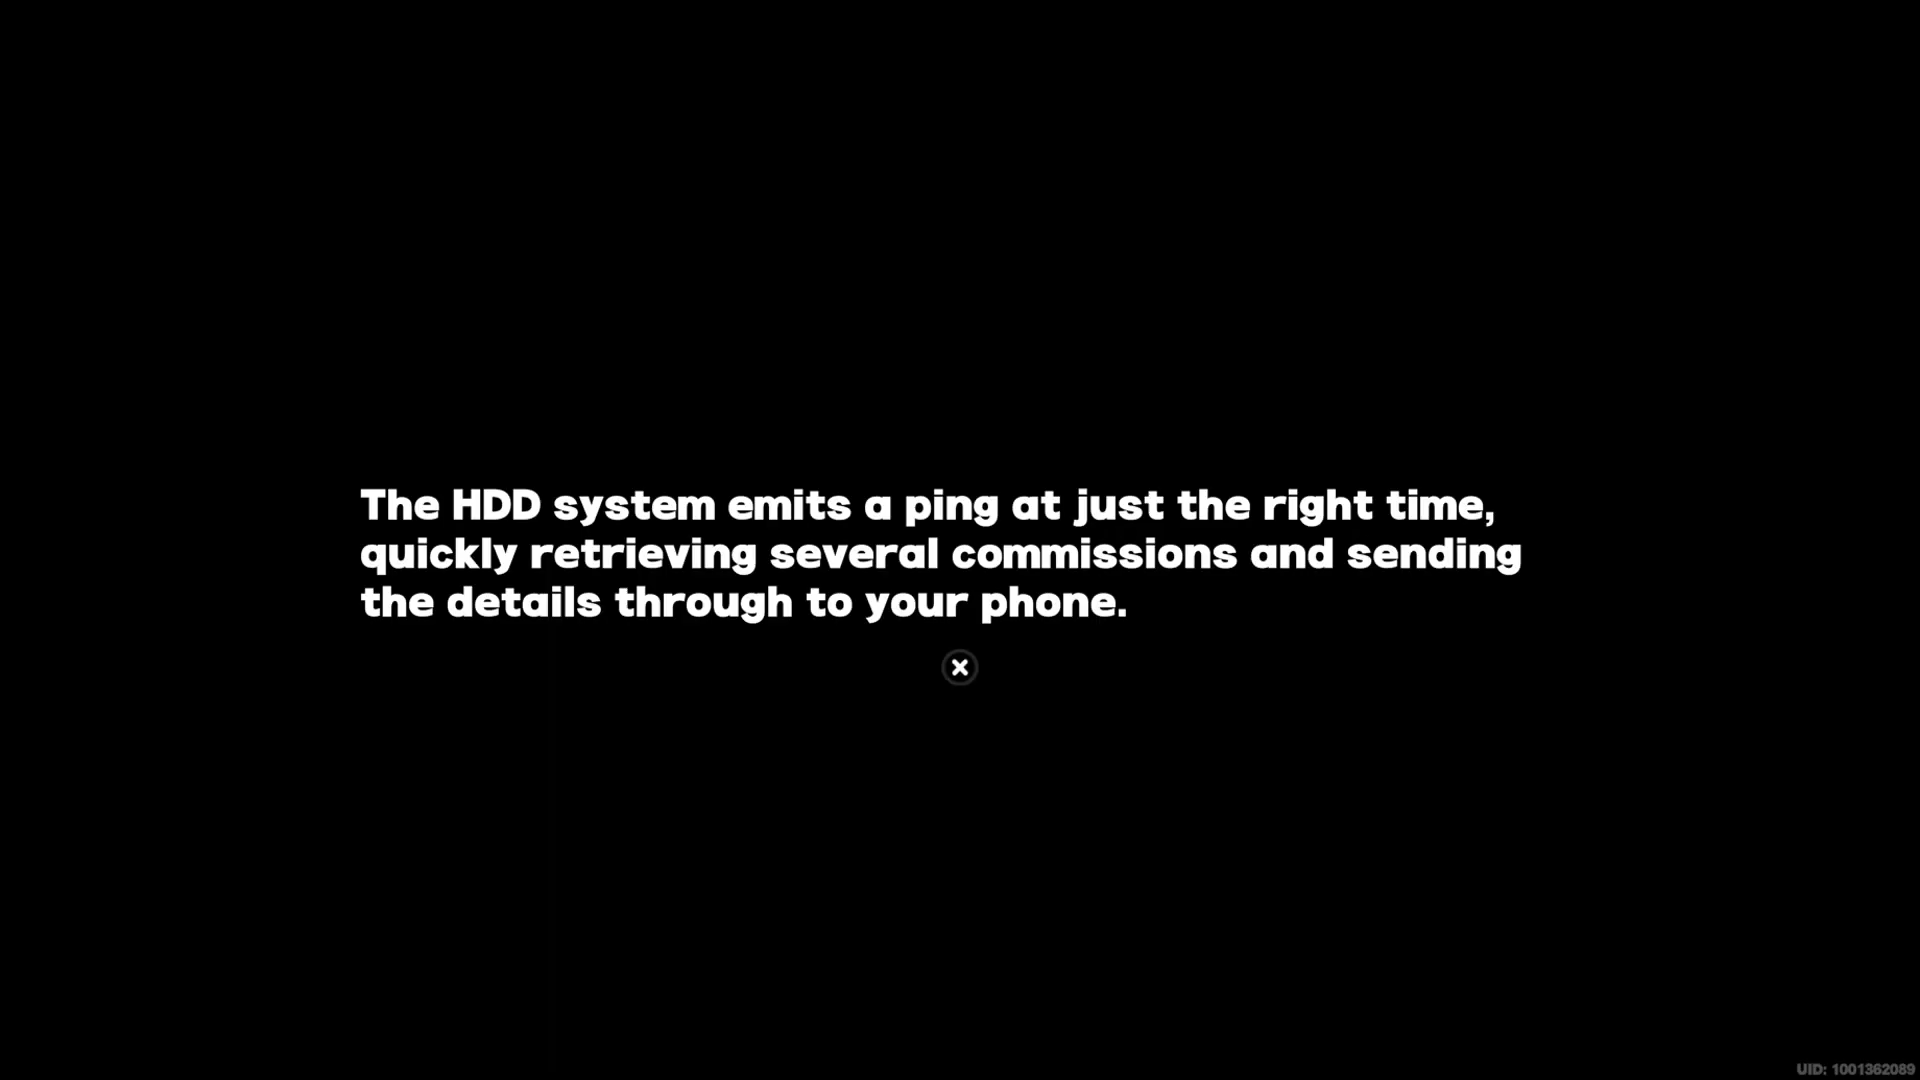 The HDD system emits a ping at just the right time,
quickly retrieving several commissions and sending
the details through to your phone.
UID: 1001362089